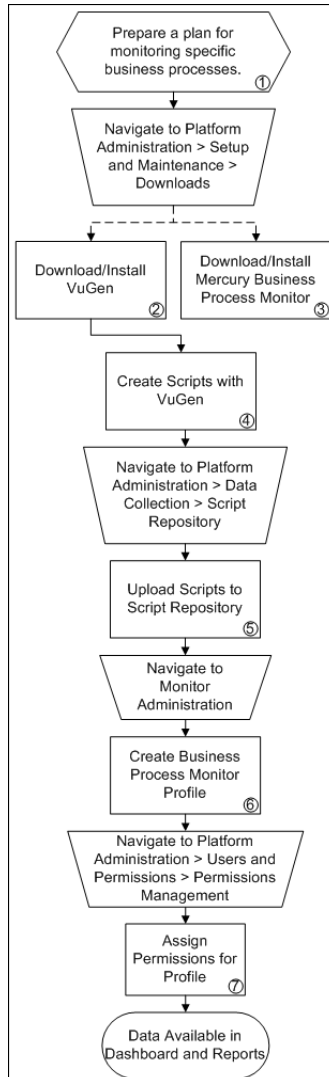 Prepare a plan for
monitoring specific
business processes.
①
Navigate to Platform
Administration > Setup
and Maintenance >
Downloads
Download/Install
VuGen
②
Download/Install
Mercury Business
Process Monitor
③
Create Scripts with
VuGen
④
Navigate to Platform
Administration > Data
Collection > Script
Repository
Upload Scripts to
Script Repository
⑤
Navigate to
Monitor
Administration
Create Business
Process Monitor
Profile
⑥
Navigate to Platform
Administration > Users and
Permissions > Permissions
Management
Assign
Permissions for
Profile
⑦
Data Available in
Dashboard and Reports